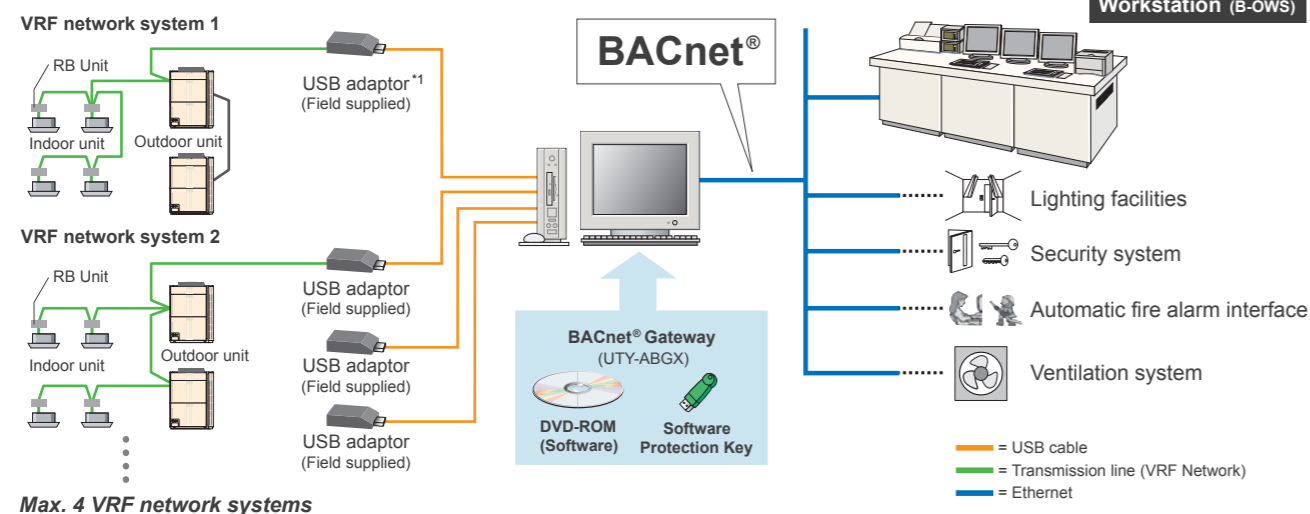 Workstation (B-OWS)
VRF network system 1
RB Unit
Indoor unit
Outdoor unit
USB adaptor*1
(Field supplied)
BACnet®
VRF network system 2
RB Unit
Indoor unit
Outdoor unit
USB adaptor
(Field supplied)
USB adaptor
(Field supplied)
USB adaptor
(Field supplied)
BACnet® Gateway
(UTY-ABGX)
DVD-ROM
(Software)
Software
Protection Key
Lighting facilities
Security system
Automatic fire alarm interface
Ventilation system
= USB cable
= Transmission line (VRF Network)
= Ethernet
Max. 4 VRF network systems